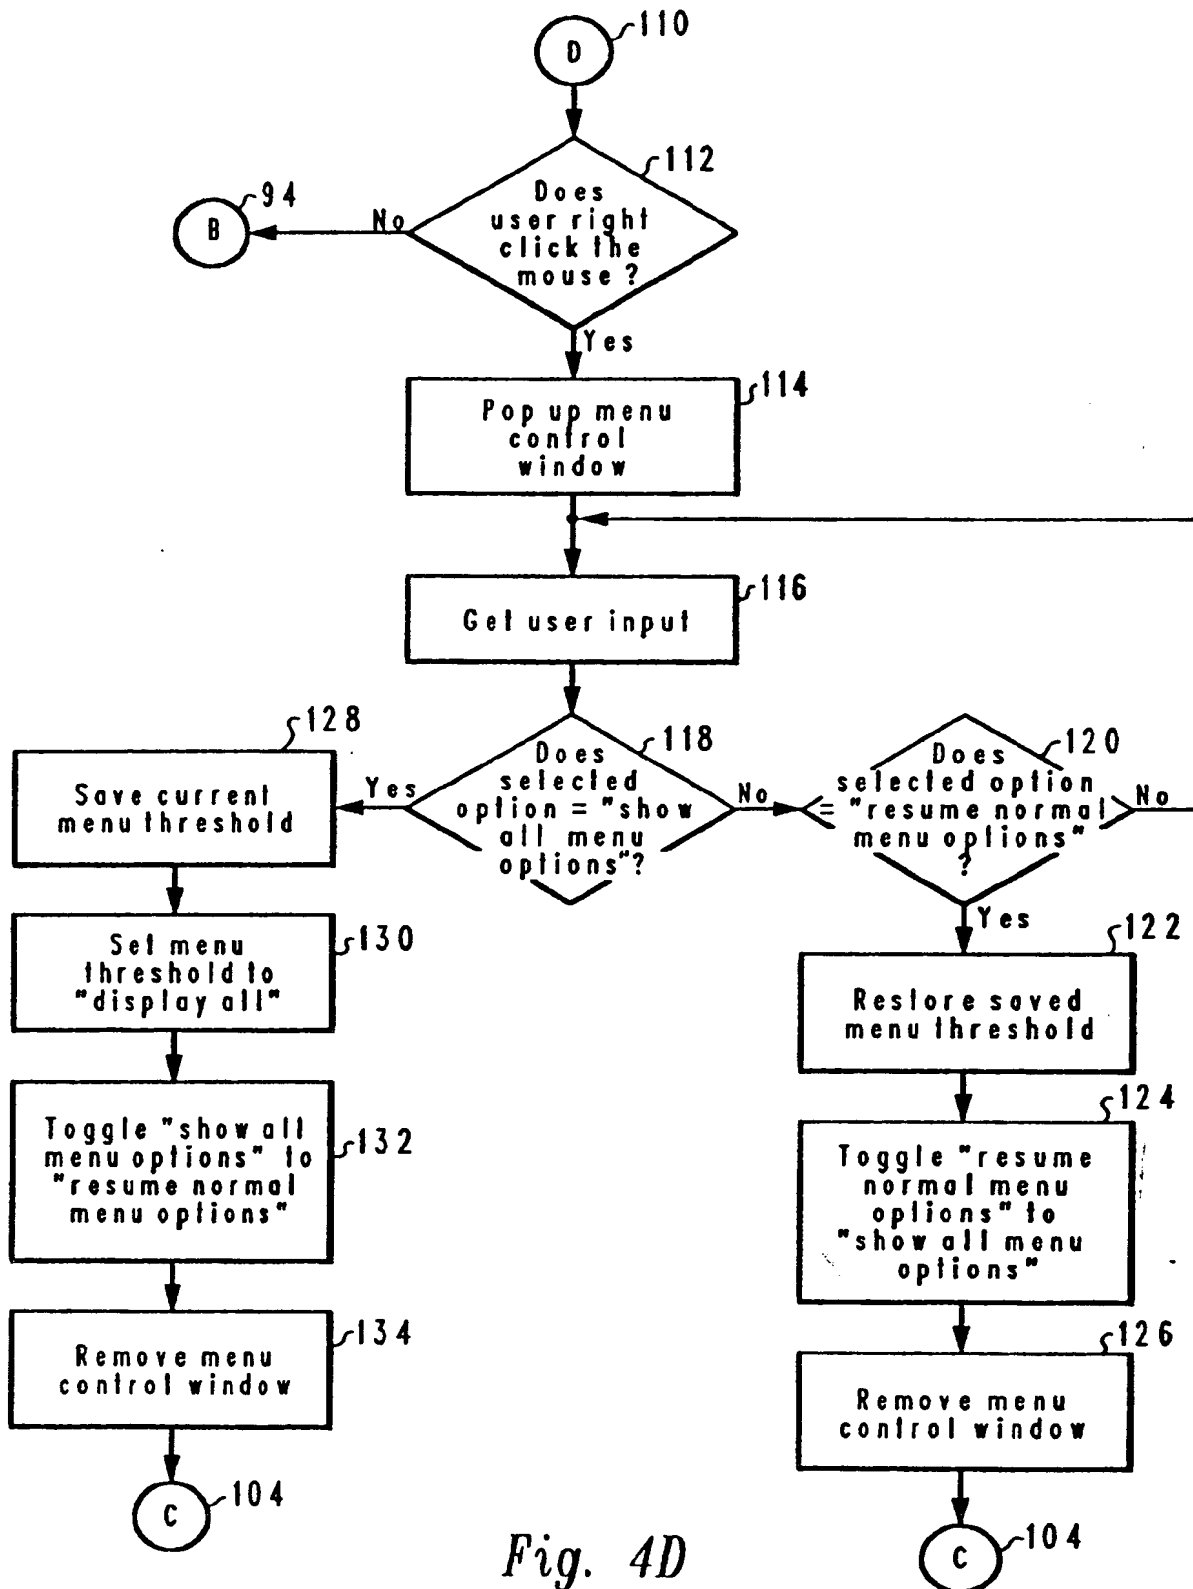 110
D
112
Does
user right
click the
mouse?
94
B
No
Yes
114
Pop up menu
control
window
116
Get user input
118
Does
selected
option = "show
all menu
options"?
Yes
No
120
Does
selected option
= "resume normal
menu options"
?
No
Yes
128
Save current
menu threshold
130
Set menu
threshold to
"display all"
132
Toggle "show all
menu options" to
"resume normal
menu options"
134
Remove menu
control window
104
C
122
Restore saved
menu threshold
124
Toggle "resume
normal menu
options" to
"show all menu
options"
126
Remove menu
control window
104
C
Fig. 4D